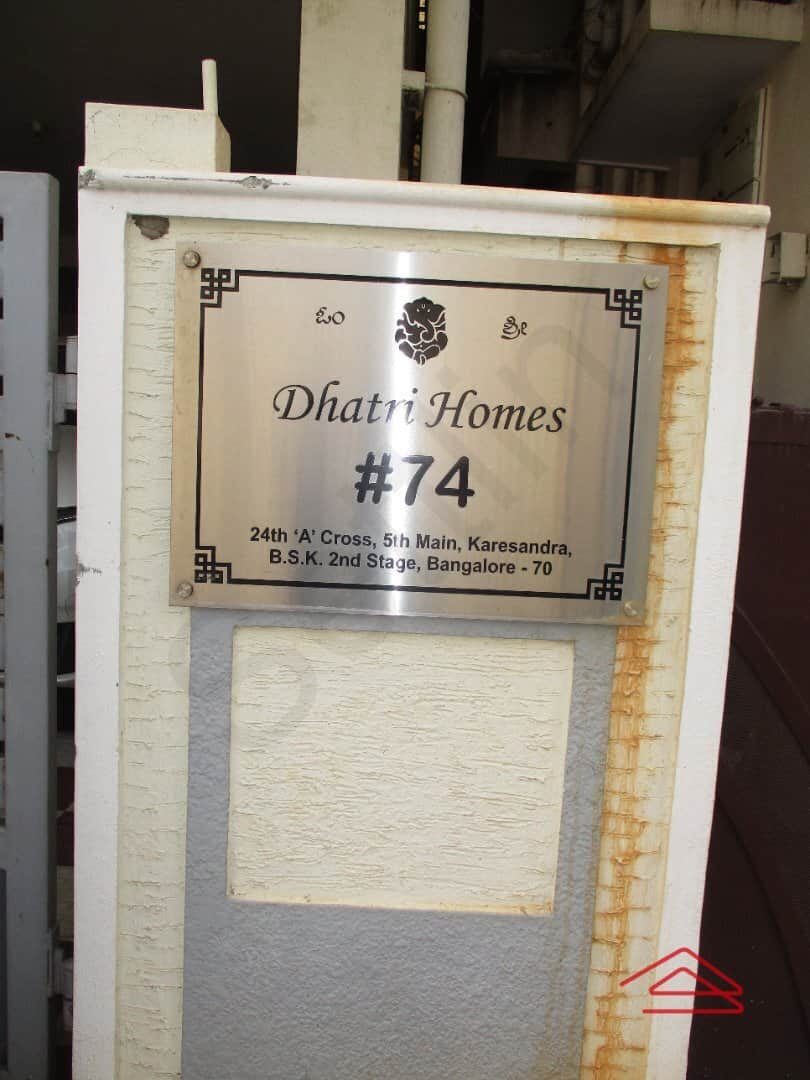 ಓಂ ಶ್ರೀ
Dhatri Homes
#74
24th ‘A’ Cross, 5th Main, Karesandra,
B.S.K. 2nd Stage, Bangalore - 70